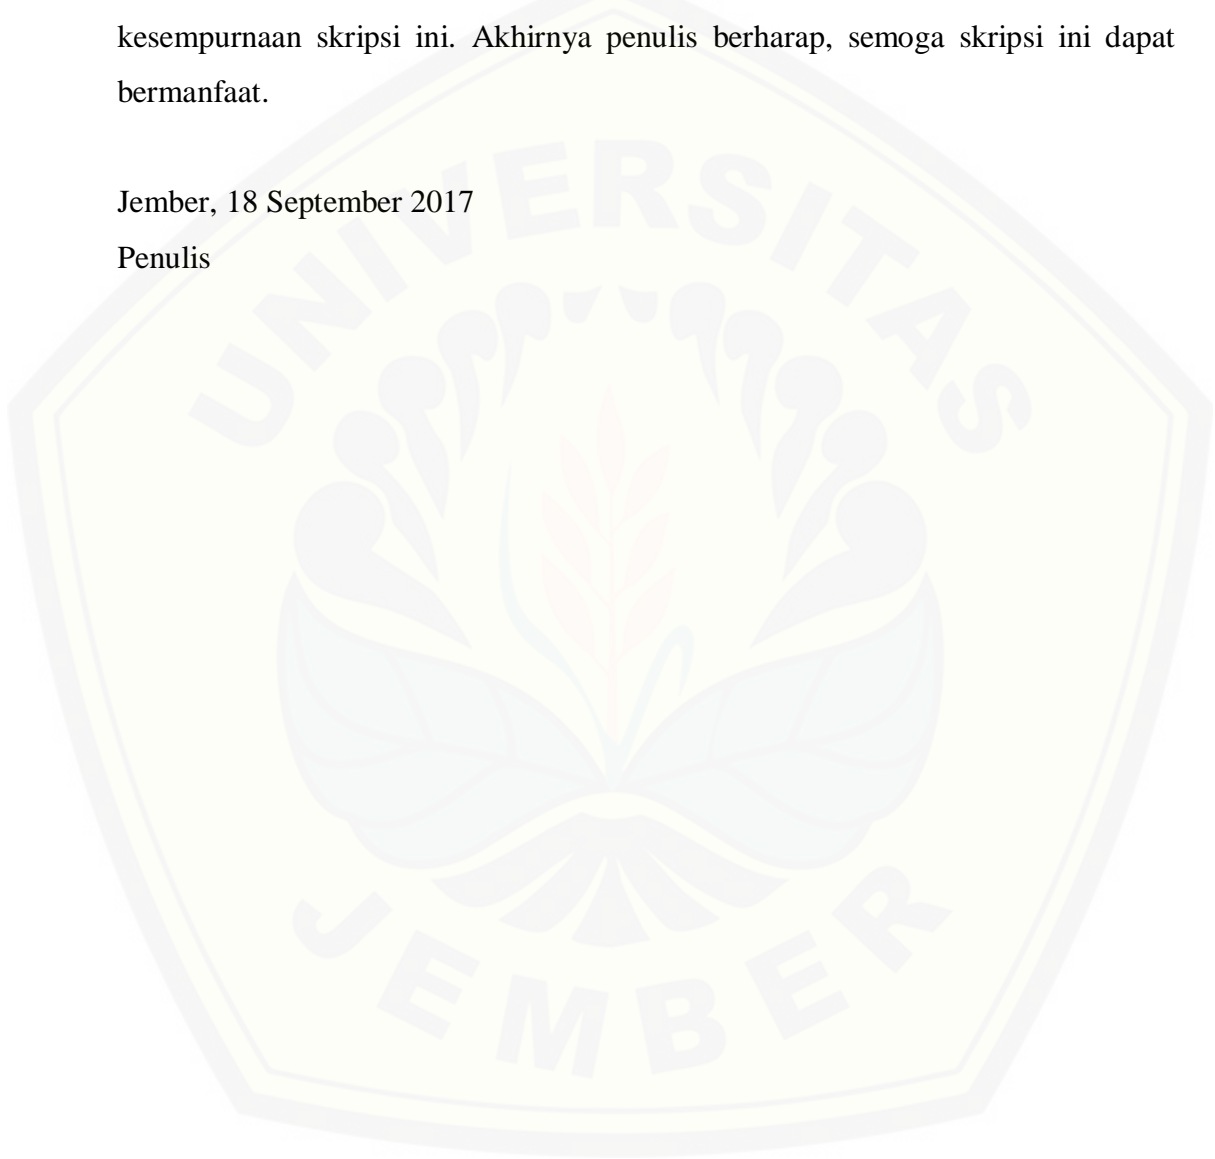 kesempurnaan skripsi ini. Akhirnya penulis berharap, semoga skripsi ini dapat
bermanfaat.
Jember, 18 September 2017
Penulis
UNIVERSITAS
JEMBER